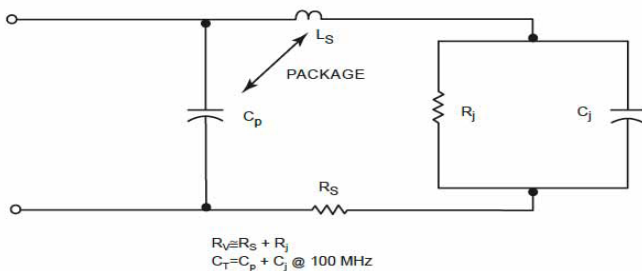 L_S
PACKAGE
C_p
R_j
C_j
R_S
R_V≅R_S + R_j
C_T=C_p + C_j @ 100 MHz